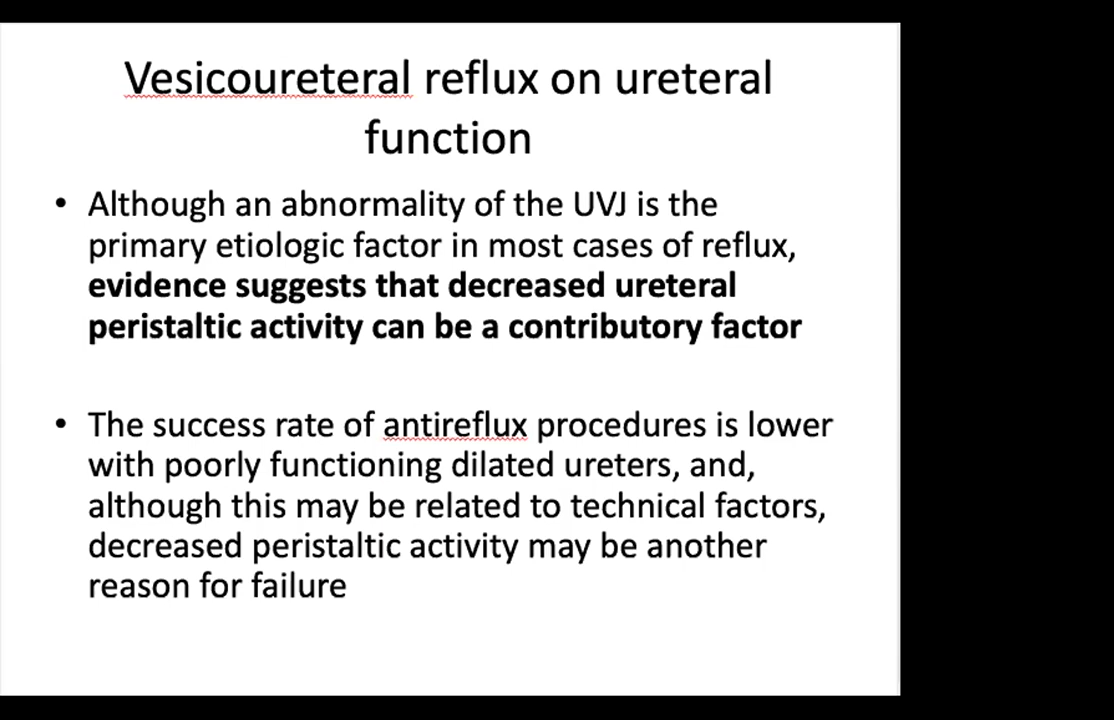 Vesicoureteral reflux on ureteral
function
• Although an abnormality of the UVJ is the
primary etiologic factor in most cases of reflux,
evidence suggests that decreased ureteral
peristaltic activity can be a contributory factor
• The success rate of antireflux procedures is lower
with poorly functioning dilated ureters, and,
although this may be related to technical factors,
decreased peristaltic activity may be another
reason for failure